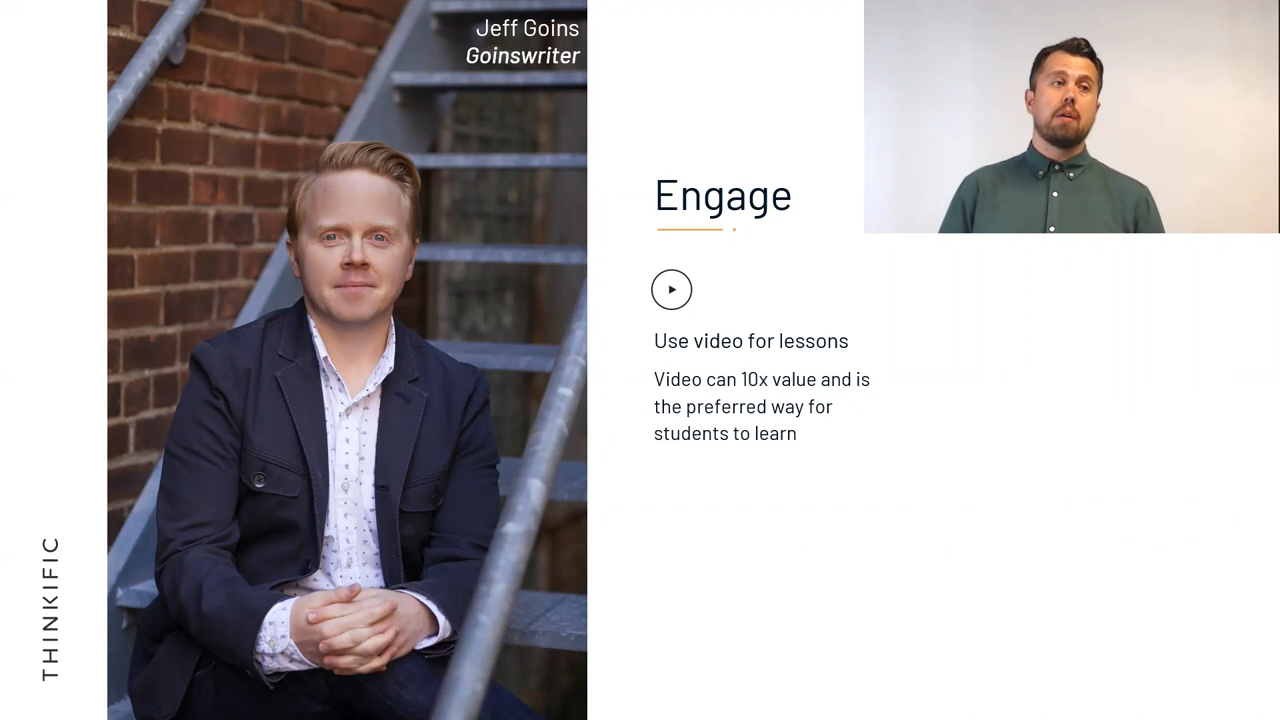 Jeff Goins
Goinswriter
Engage
Use video for lessons
Video can 10x value and is
the preferred way for
students to learn
THINKIFIC